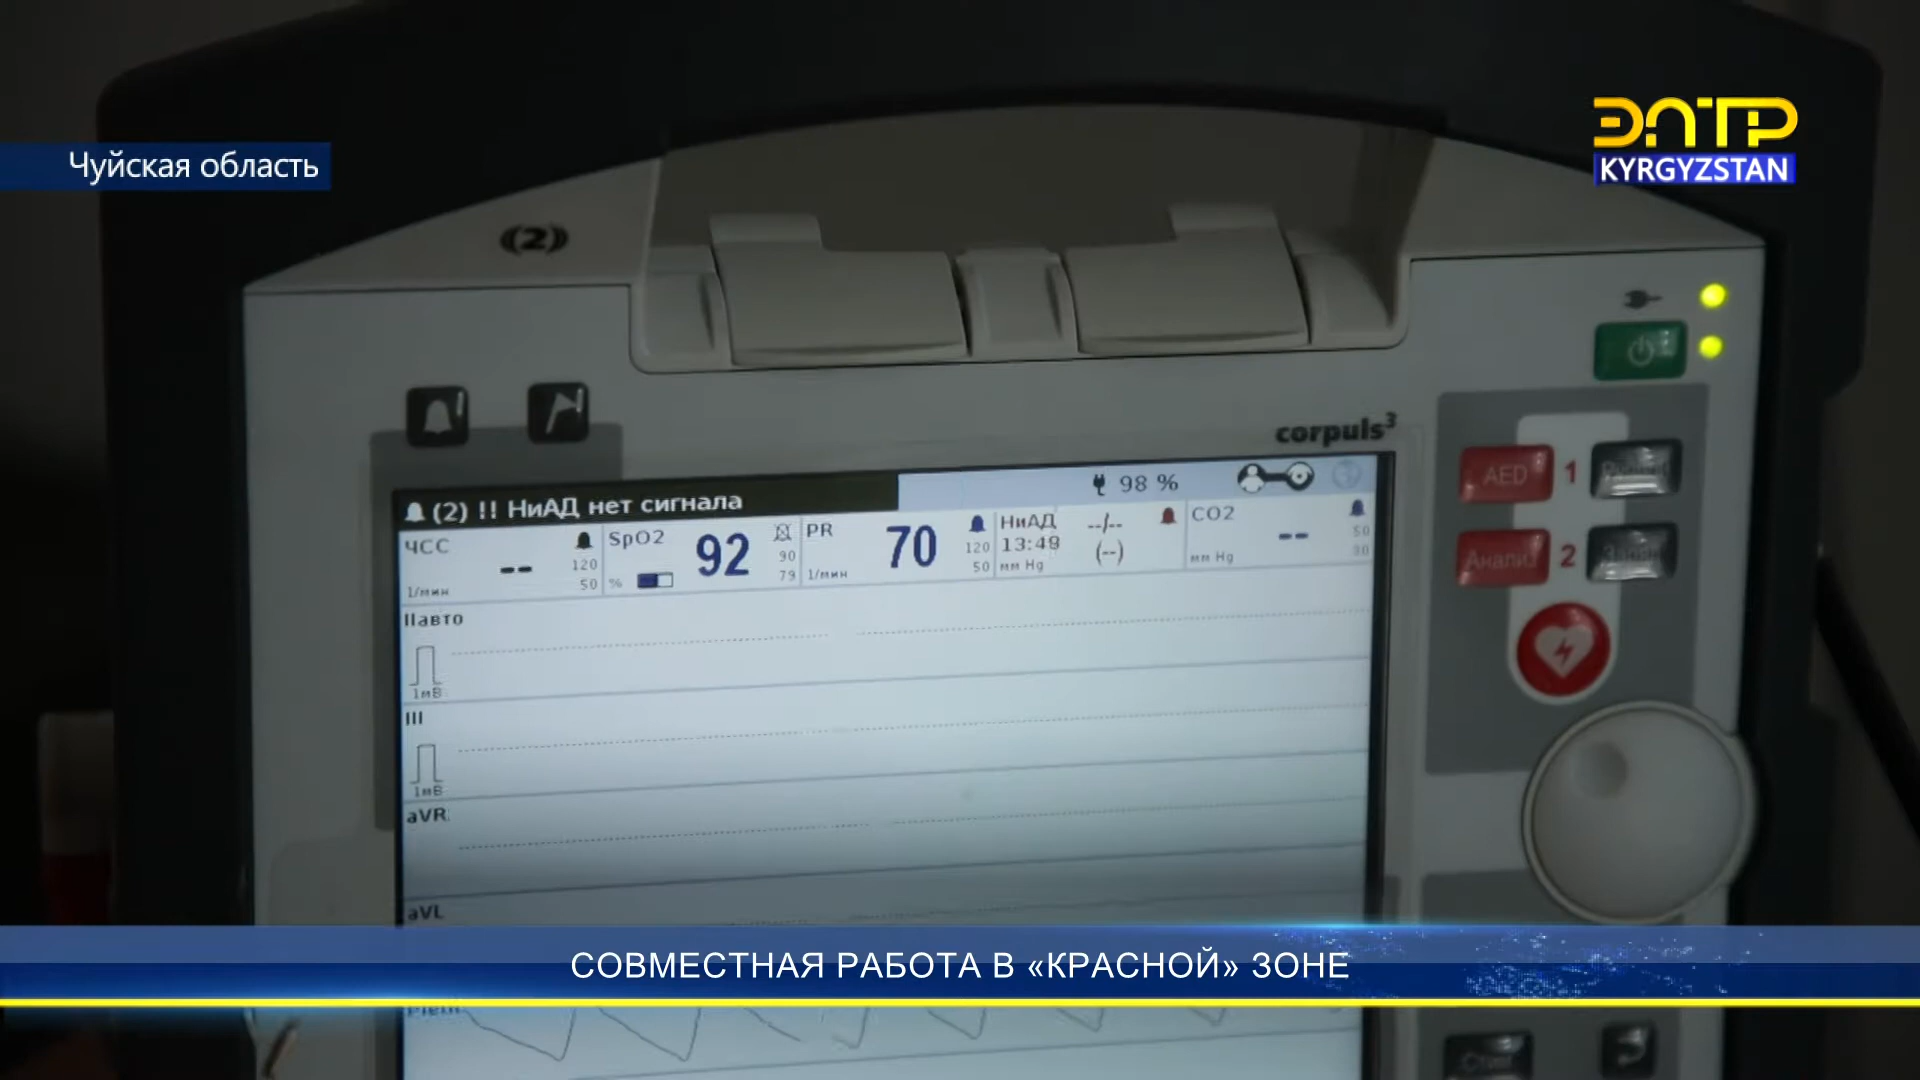 ЭЛТР
KYRGYZSTAN
Чуйская область
(2)
corpuls3
98 %
(2) !! НиАД нет сигнала
ЧСС
--
120
50
1/мин
SpO2
%
92
90
79
PR
1/мин
70
120
50
НиАД
13:49
мм Hg
--/--
(--)
CO2
мм Hg
--
50
30
IIавто
1мВ
III
1мВ
aVR
aVL
AED
1
Анализ
2
СОВМЕСТНАЯ РАБОТА В «КРАСНОЙ» ЗОНЕ